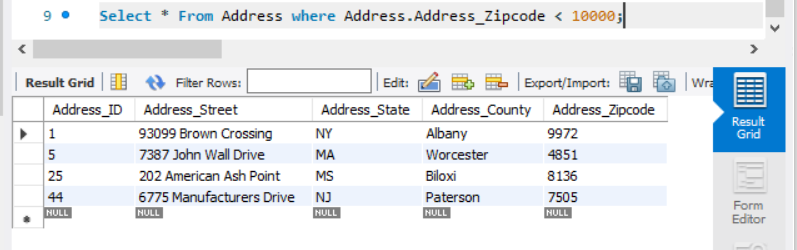 9 Select * From Address where Address.Address_Zipcode < 10000;
Result Grid Filter Rows: Edit: Export/Import: Wra
Address_ID Address_Street Address_State Address_County Address_Zipcode
1 93099 Brown Crossing NY Albany 9972
5 7387 John Wall Drive MA Worcester 4851
25 202 American Ash Point MS Biloxi 8136
44 6775 Manufacturers Drive NJ Paterson 7505
NULL NULL NULL NULL NULL
Result
Grid
Form
Editor